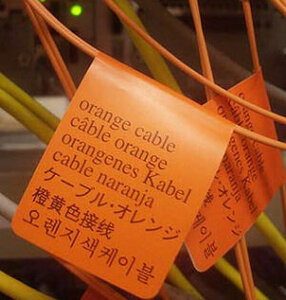 orange cable
câble orange
orangenes Kabel
cable naranja
ケーブル・オレンジ
橙黄色接线
오렌지색케이블